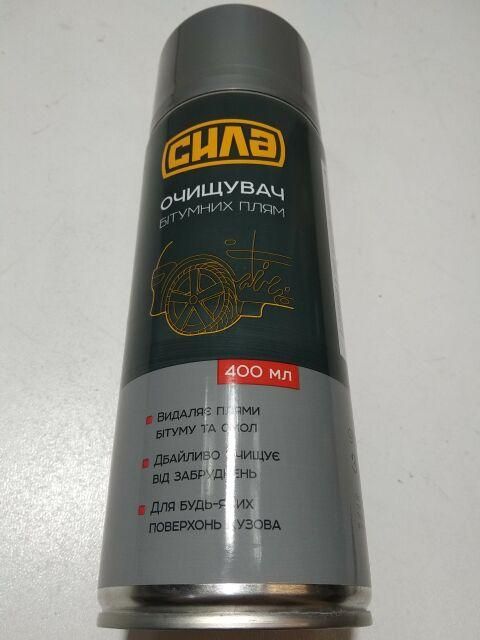 СИЛА
ОЧИЩУВАЧ
БІТУМНИХ ПЛЯМ
400 МЛ
ВИДАЛЯЄ ПЛЯМИ
БІТУМУ ТА СМОЛ
ДБАЙЛИВО ОЧИЩУЄ
ВІД ЗАБРУДНЕНЬ
ДЛЯ БУДЬ-ЯКИХ
ПОВЕРХОНЬ КУЗОВА